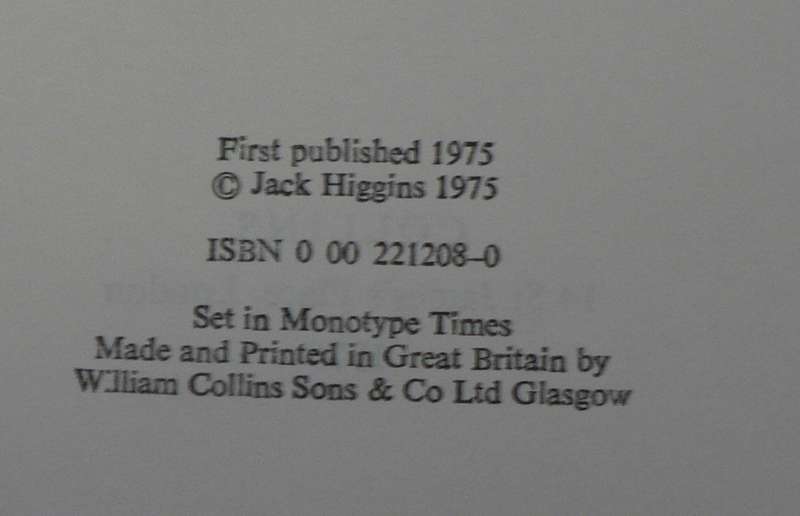 First published 1975
© Jack Higgins 1975
ISBN 0 00 221208–0
Set in Monotype Times
Made and Printed in Great Britain by
William Collins Sons & Co Ltd Glasgow